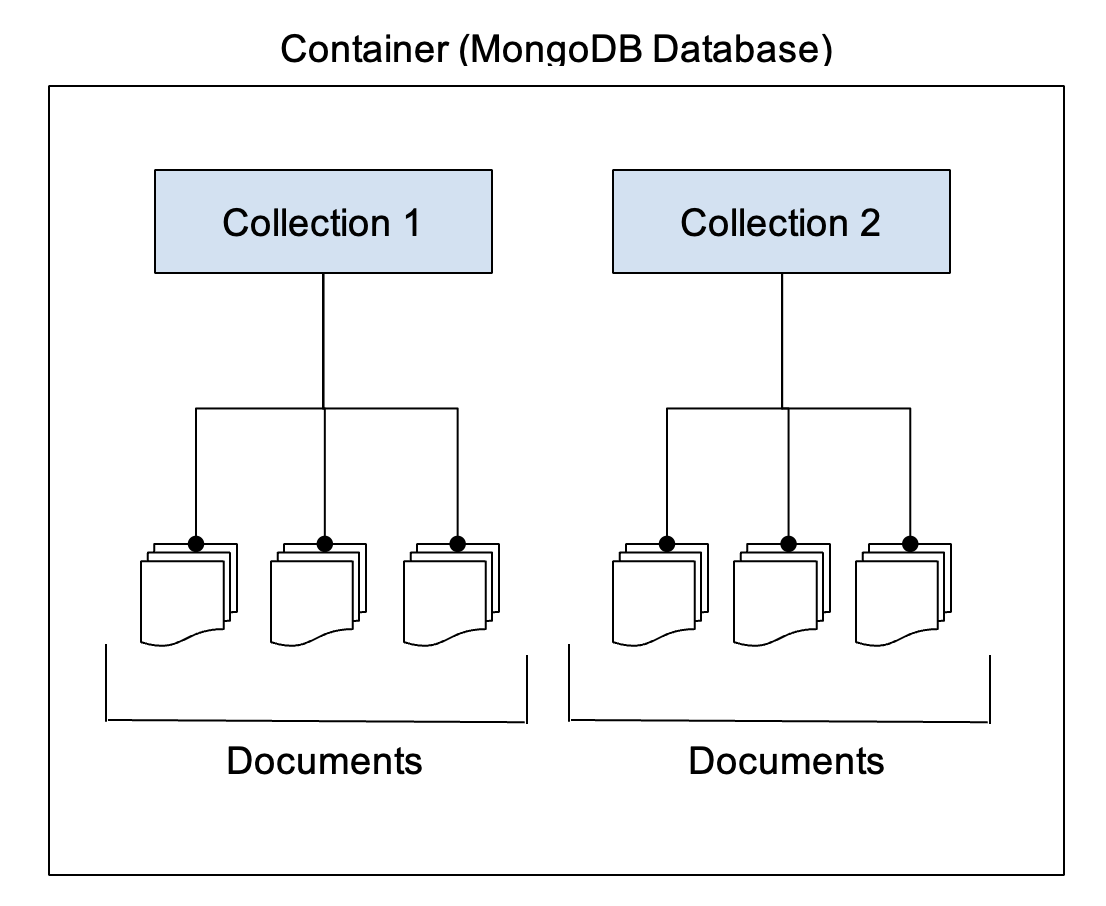 Container (MongoDB Database)
Collection 1
Collection 2
Documents
Documents